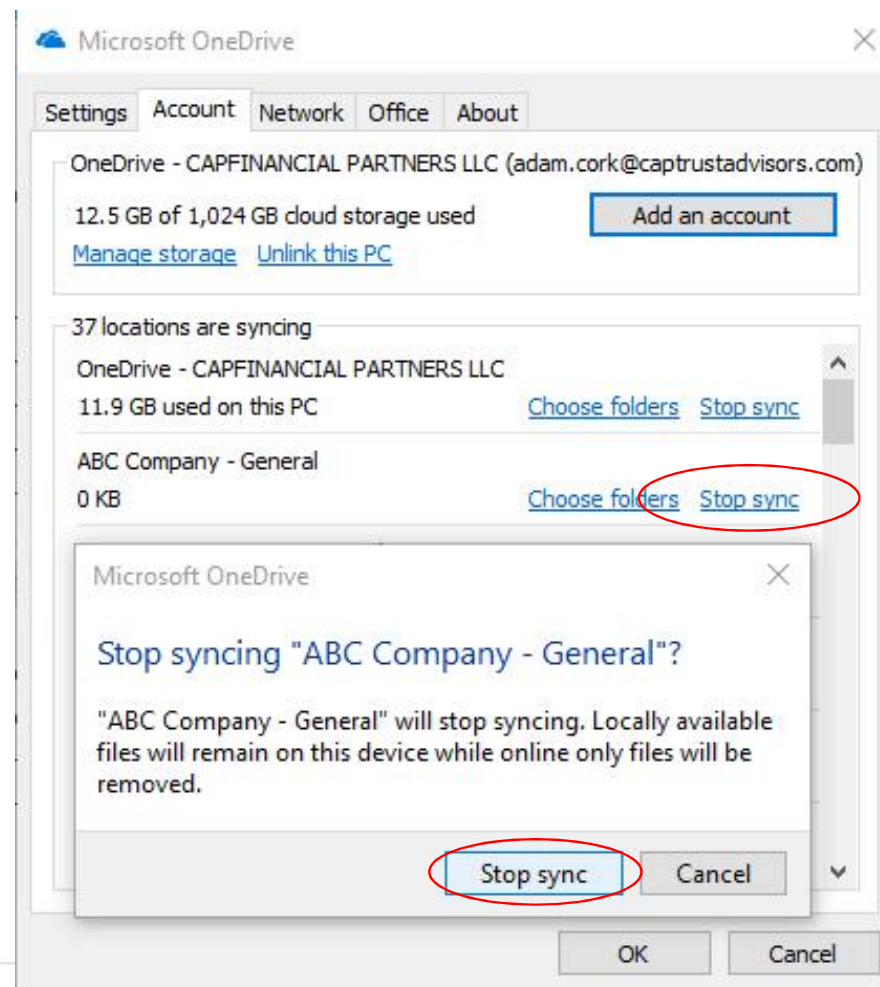 Microsoft OneDrive
Settings Account Network Office About
OneDrive - CAPFINANCIAL PARTNERS LLC (adam.cork@captrustadvisors.com)
12.5 GB of 1,024 GB cloud storage used Add an account
Manage storage Unlink this PC
37 locations are syncing
OneDrive - CAPFINANCIAL PARTNERS LLC
11.9 GB used on this PC Choose folders Stop sync
ABC Company - General
0 KB Choose folders Stop sync
Microsoft OneDrive
Stop syncing "ABC Company - General"?
"ABC Company - General" will stop syncing. Locally available
files will remain on this device while online only files will be
removed.
Stop sync Cancel
OK Cancel